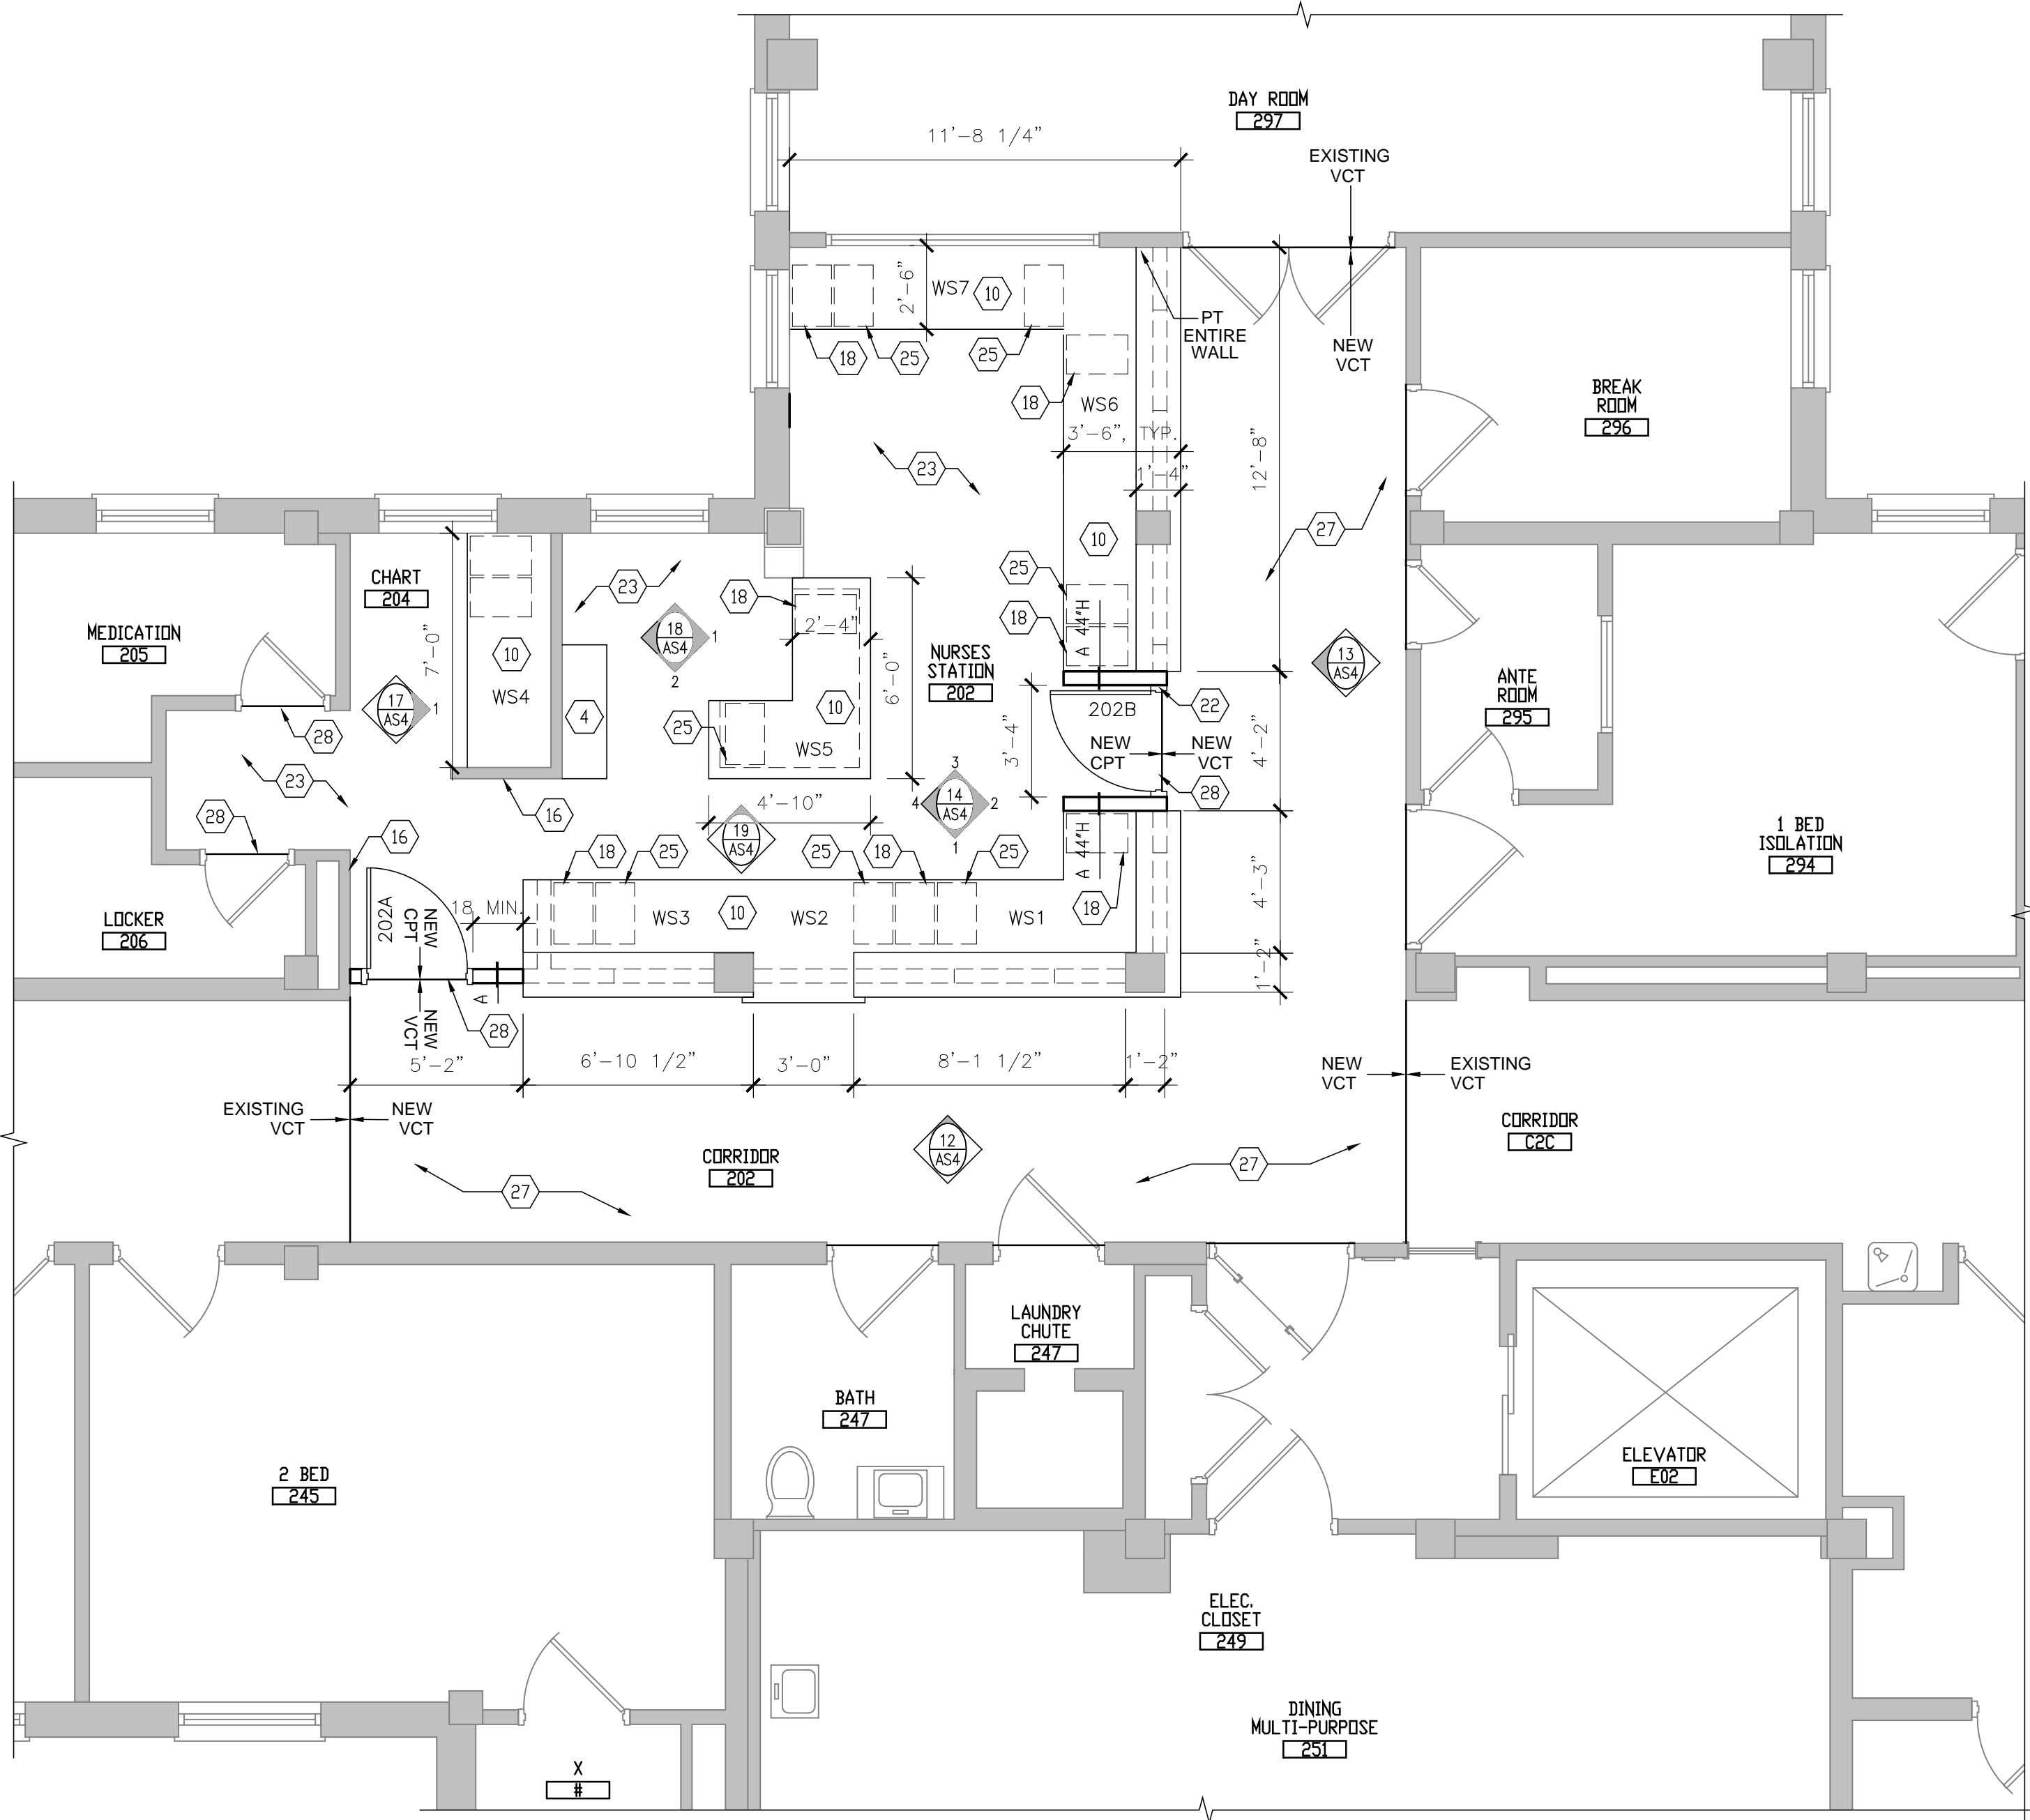 DAY ROOM
297
11'-8 1/4"
EXISTING
VCT
2'-6"
WS7
10
PT
ENTIRE
WALL
NEW
VCT
18
25
25
18
WS6
BREAK
ROOM
296
3'-6", TYP.
1'-4"
12'-8"
23
27
10
CHART
204
MEDICATION
205
7'-0"
10
WS4
23
18
18
AS4
1
2
2'-4"
6'-0"
25
18
A 44"H
NURSES
STATION
202
13
AS4
ANTE
ROOM
295
17
AS4
1
4
28
25
10
WS5
202B
22
NEW
CPT
NEW
VCT
3'-4"
4'-2"
23
28
16
28
16
4'-10"
19
AS4
3
4
14
AS4
2
1
A 44"H
1 BED
ISOLATION
294
18
25
25
18
25
18
4'-3"
LOCKER
206
202A
NEW
CPT
18 MIN.
WS3
10
WS2
WS1
1'-2"
A
NEW
VCT
28
5'-2"
6'-10 1/2"
3'-0"
8'-1 1/2"
1'-2"
NEW
VCT
EXISTING
VCT
EXISTING
VCT
NEW
VCT
CORRIDOR
C2C
12
AS4
CORRIDOR
202
27
27
LAUNDRY
CHUTE
247
BATH
247
2 BED
245
ELEVATOR
E02
ELEC.
CLOSET
249
DINING
MULTI-PURPOSE
251
X
#